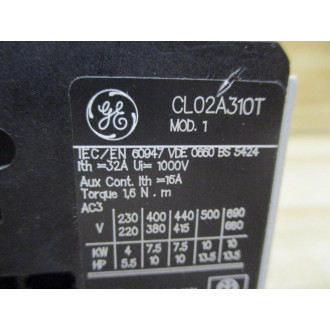 GE
CL02A310T
MOD. 1
IEC/EN 60947 VDE 0660 BS 5424
Ith =32A Ui= 1000V
Aux Cont. Ith =16A
Torque 1,6 N . m
AC3
V 230 400 440 500 690
220 380 415 660
KW 4 7.5 7.5 10 10
HP 5.5 10 10 13.5 13.5